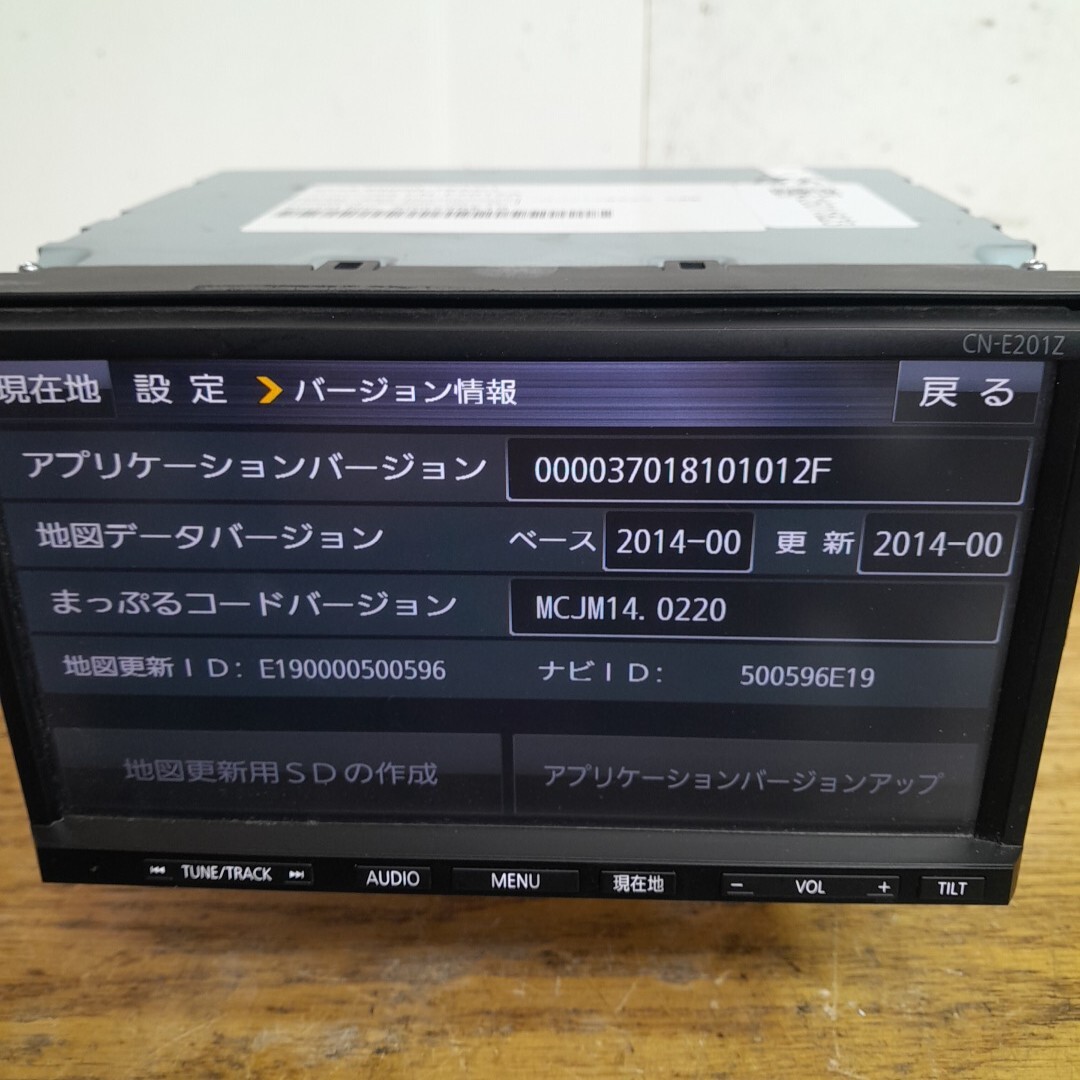 CN-E201Z
現在地 設定 バージョン情報 戻る
アプリケーションバージョン 000037018101012F
地図データバージョン ベース 2014-00 更新 2014-00
まっぷるコードバージョン MCJM14.0220
地図更新ID: E190000500596 ナビID: 500596E19
地図更新用SDの作成 アプリケーションバージョンアップ
TUNE/TRACK AUDIO MENU 現在地 - VOL + TILT